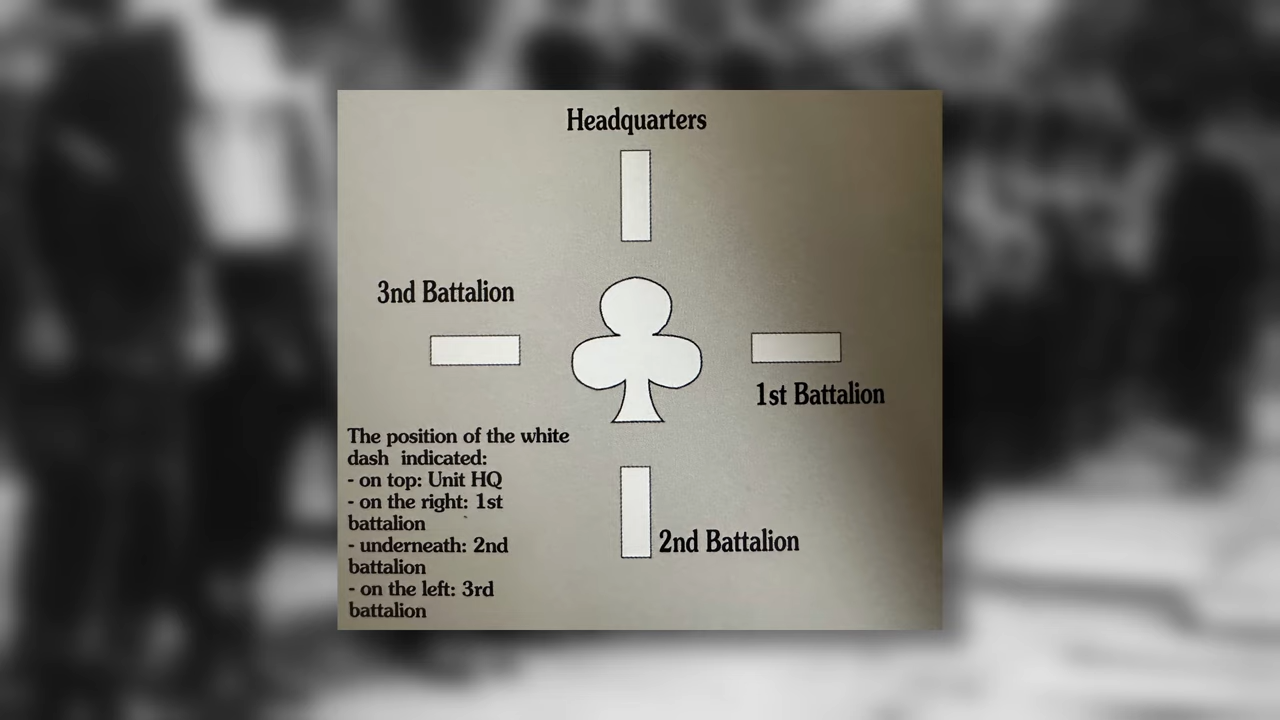 Headquarters
3nd Battalion
1st Battalion
The position of the white
dash indicated:
- on top: Unit HQ
- on the right: 1st
battalion
- underneath: 2nd
battalion
- on the left: 3rd
battalion
2nd Battalion